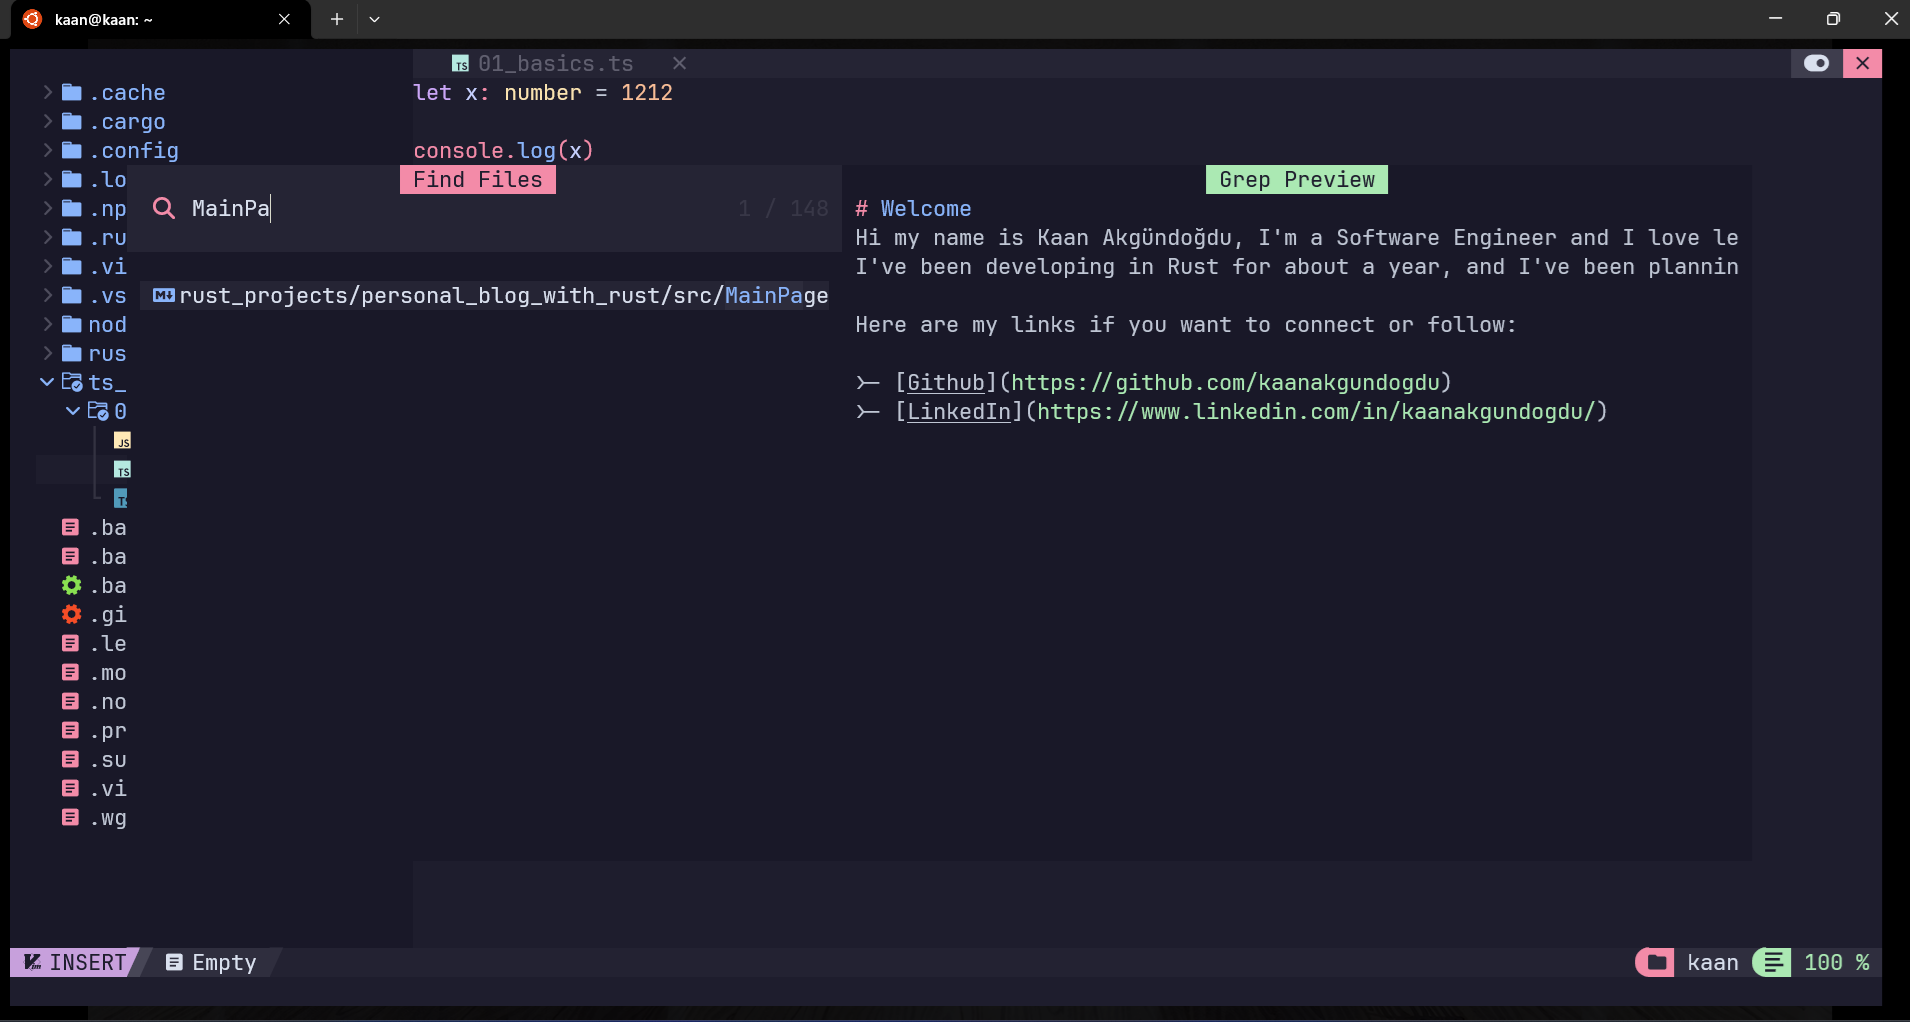 kaan@kaan: ~
TS 01_basics.ts
.cache
.cargo
.config
.lo
.np
.ru
.vi
.vs
nod
rus
ts_
0
JS
TS
TS
.ba
.ba
.ba
.gi
.le
.mo
.no
.pr
.su
.vi
.wg
let x: number = 1212
console.log(x)
Find Files
MainPa
1 / 148
rust_projects/personal_blog_with_rust/src/MainPage
Grep Preview
# Welcome
Hi my name is Kaan Akgündoğdu, I'm a Software Engineer and I love le
I've been developing in Rust for about a year, and I've been plannin
Here are my links if you want to connect or follow:
[Github](https://github.com/kaanakgundogdu)
[LinkedIn](https://www.linkedin.com/in/kaanakgundogdu/)
INSERT
Empty
kaan
100 %